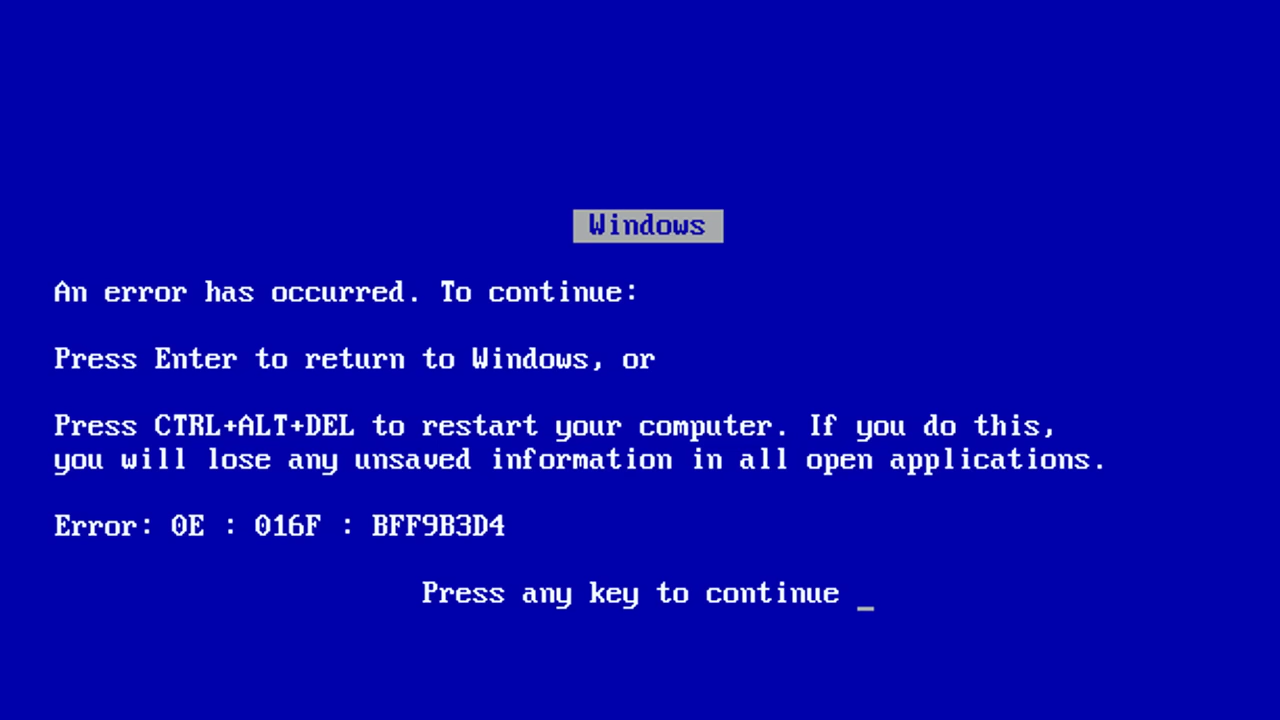 Windows
An error has occurred. To continue:
Press Enter to return to Windows, or
Press CTRL+ALT+DEL to restart your computer. If you do this,
you will lose any unsaved information in all open applications.
Error: 0E : 016F : BFF9B3D4
Press any key to continue _